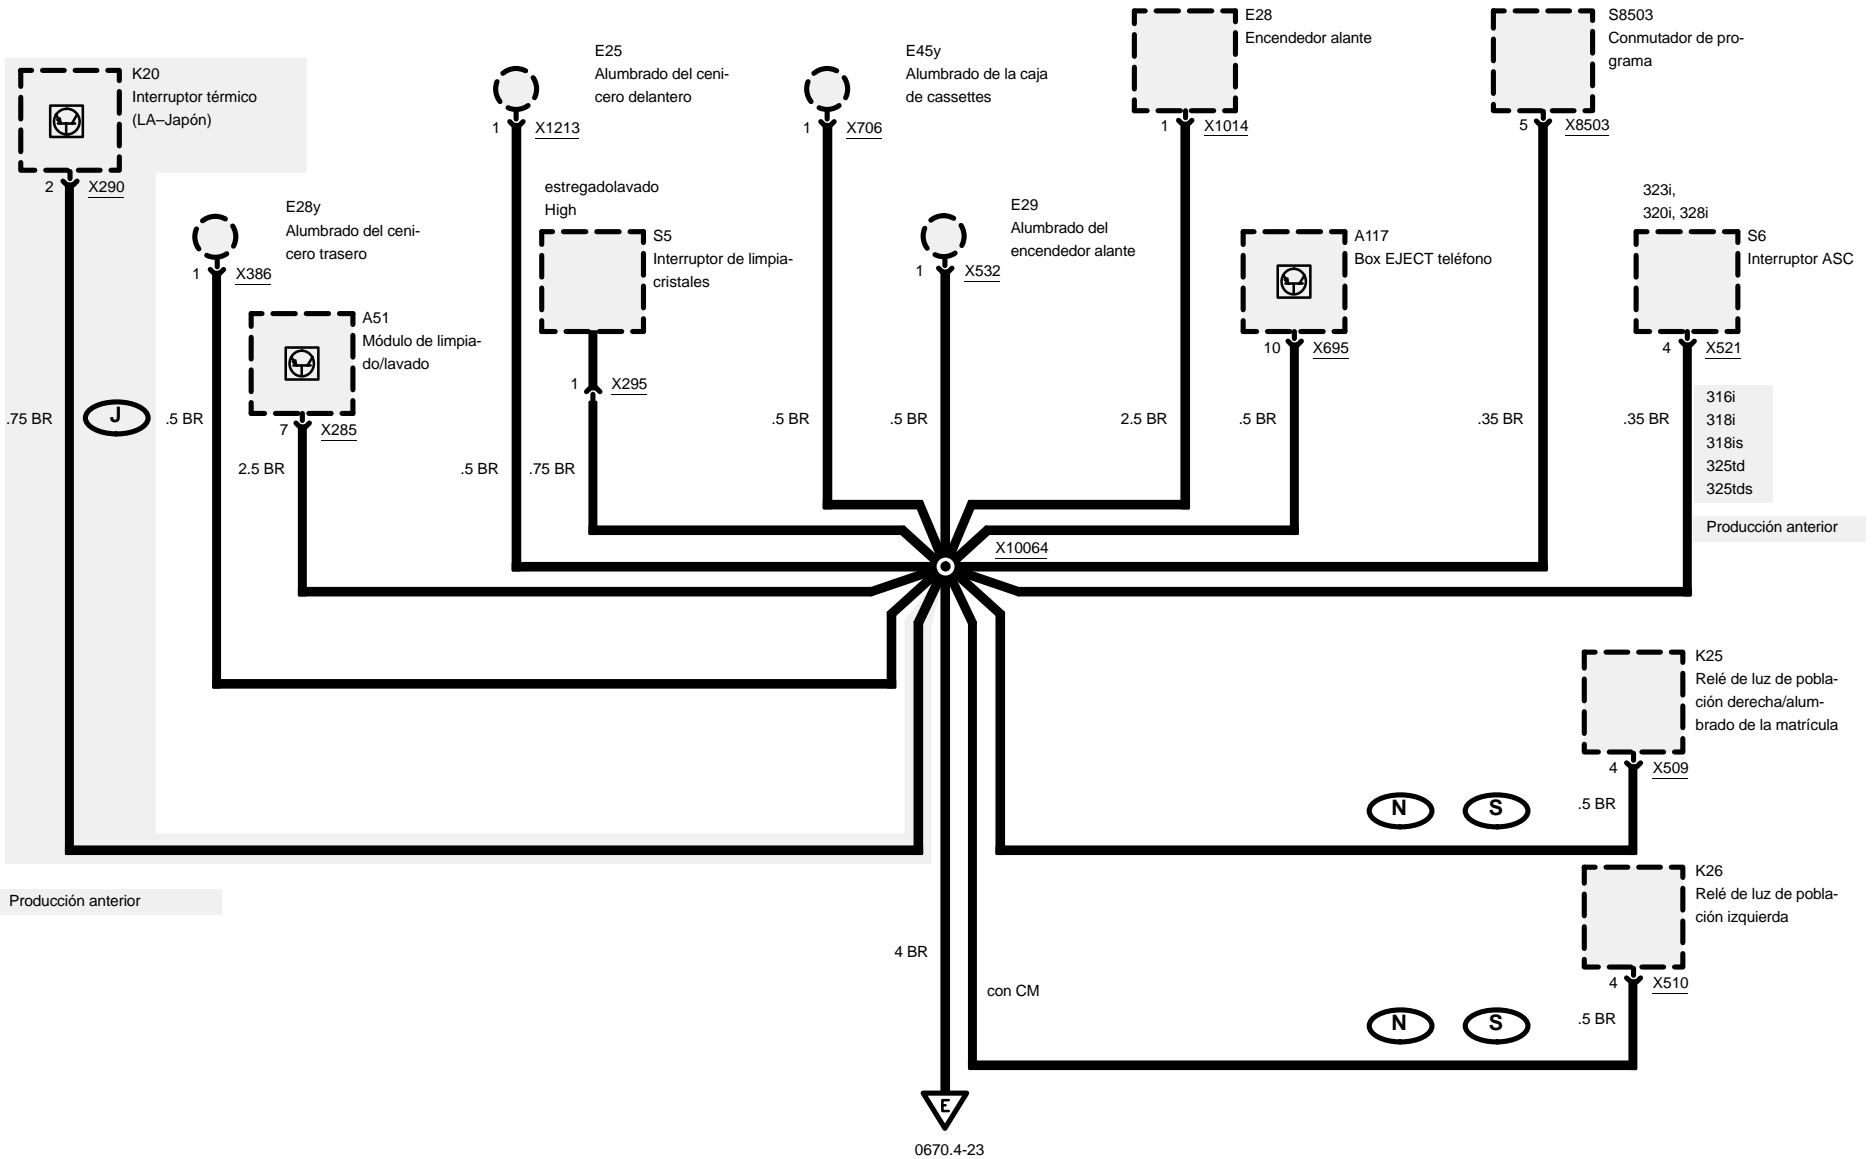 K20
Interruptor térmico
(LA–Japón)
2
X290
E25
Alumbrado del ceni-
cero delantero
1
X1213
E45y
Alumbrado de la caja
de cassettes
1
X706
E28
Encendedor alante
1
X1014
S8503
Conmutador de pro-
grama
5
X8503
E28y
Alumbrado del ceni-
cero trasero
1
X386
estregadolavado
High
S5
Interruptor de limpia-
cristales
1
X295
E29
Alumbrado del
encendedor alante
1
X532
A117
Box EJECT teléfono
10
X695
323i,
320i, 328i
S6
Interruptor ASC
4
X521
A51
Módulo de limpia-
do/lavado
7
X285
316i
318i
318is
325td
325tds
Producción anterior
.75 BR
J
.5 BR
2.5 BR
.5 BR
.75 BR
.5 BR
.5 BR
2.5 BR
.5 BR
.35 BR
.35 BR
X10064
K25
Relé de luz de pobla-
ción derecha/alum-
brado de la matrícula
4
X509
N
S
.5 BR
K26
Relé de luz de pobla-
ción izquierda
4
X510
N
S
.5 BR
Producción anterior
4 BR
con CM
E
0670.4-23